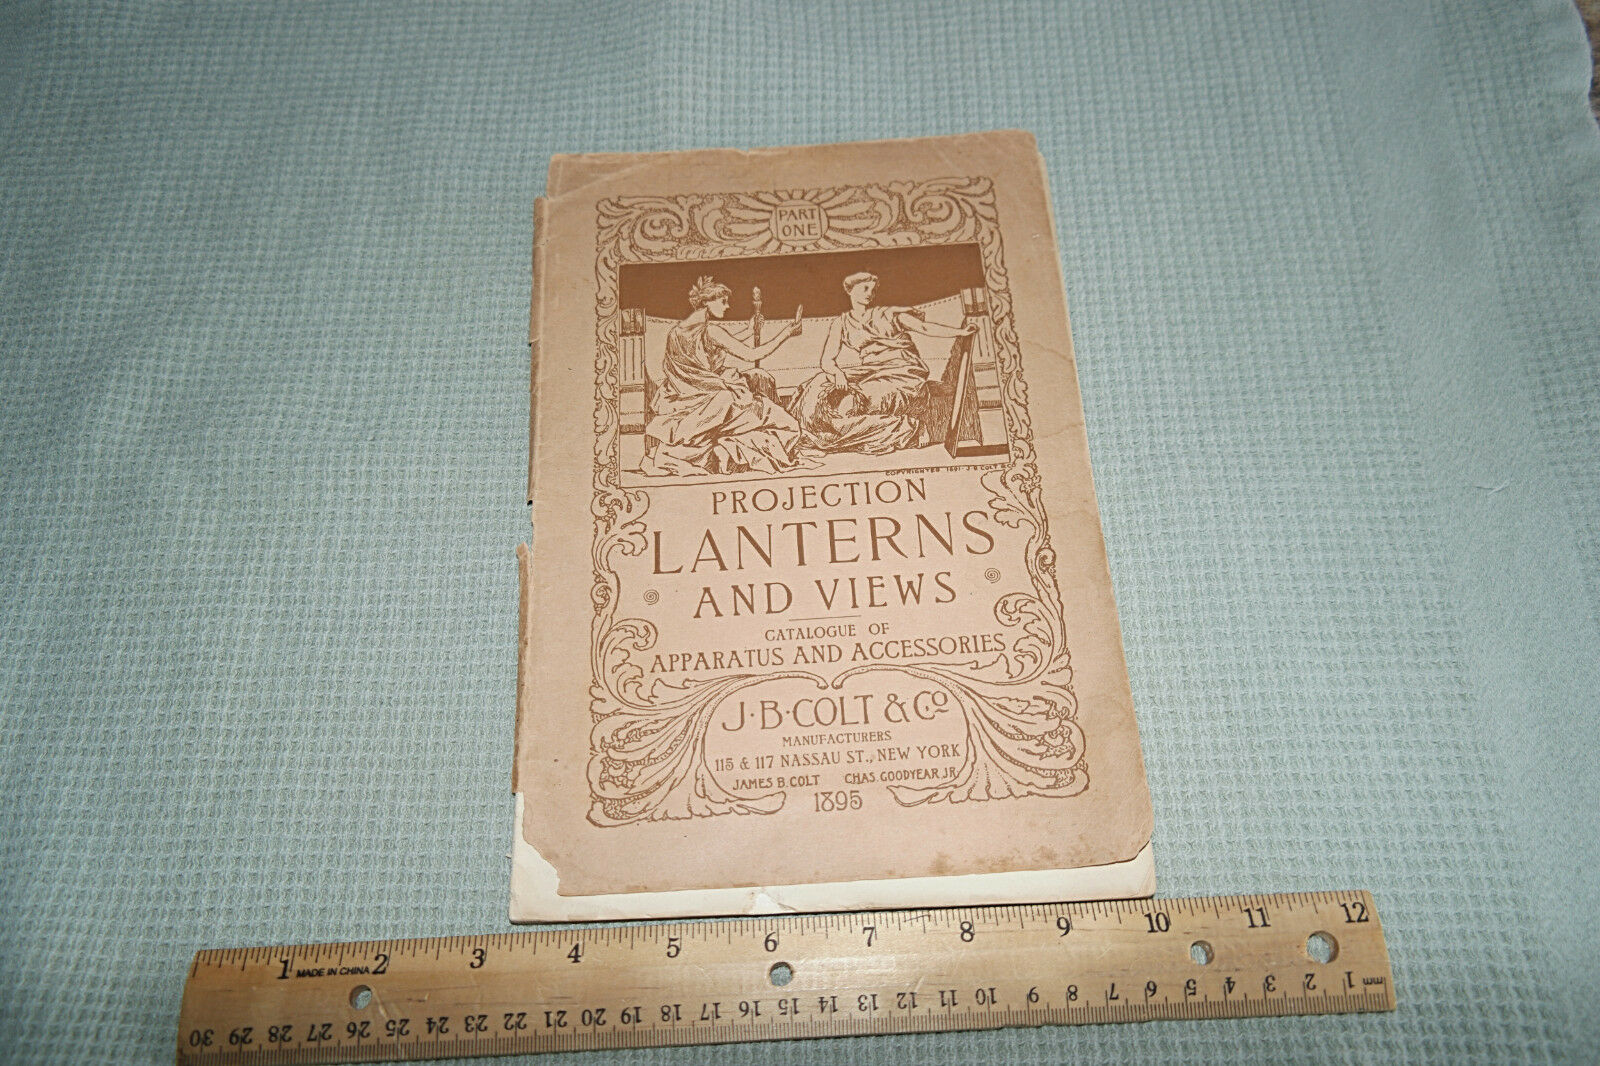 PART
ONE
COPYRIGHTED 1891 · J B COLT & CO
PROJECTION
LANTERNS
AND VIEWS
CATALOGUE OF
APPARATUS AND ACCESSORIES
J·B·COLT & Co
MANUFACTURERS
115 & 117 NASSAU ST., NEW YORK
JAMES B. COLT CHAS. GOODYEAR, JR.
1895
1 2 3 4 5 6 7 8 9 10 11 12
MADE IN CHINA
30 29 28 27 26 25 24 23 22 21 20 19 18 17 16 15 14 13 12 11 10 9 8 7 6 5 4 3 2 1 mm